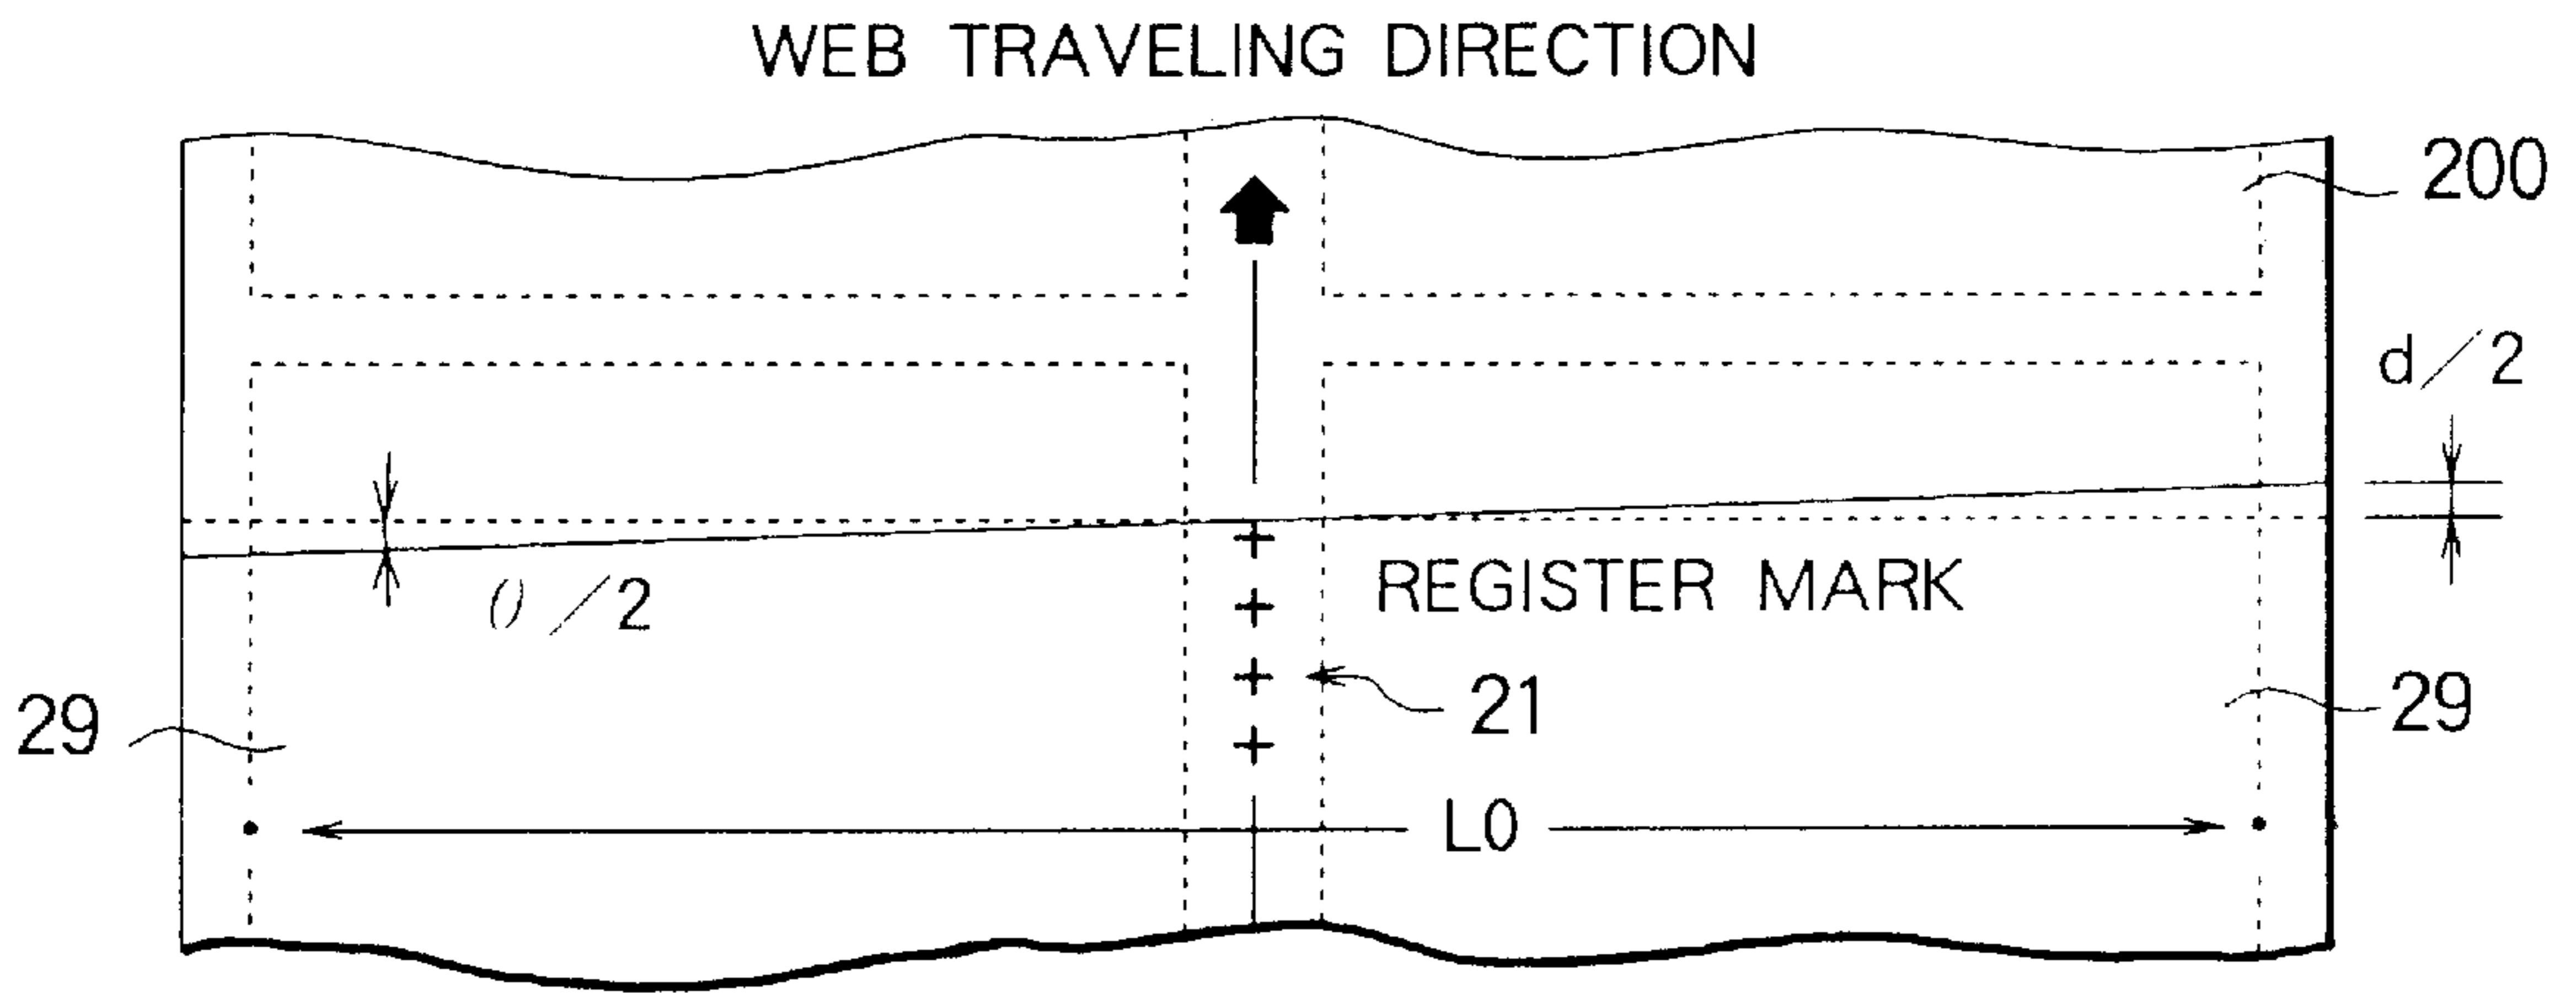 WEB TRAVELING DIRECTION
200
d/2
θ/2
REGISTER MARK
29
21
29
L0